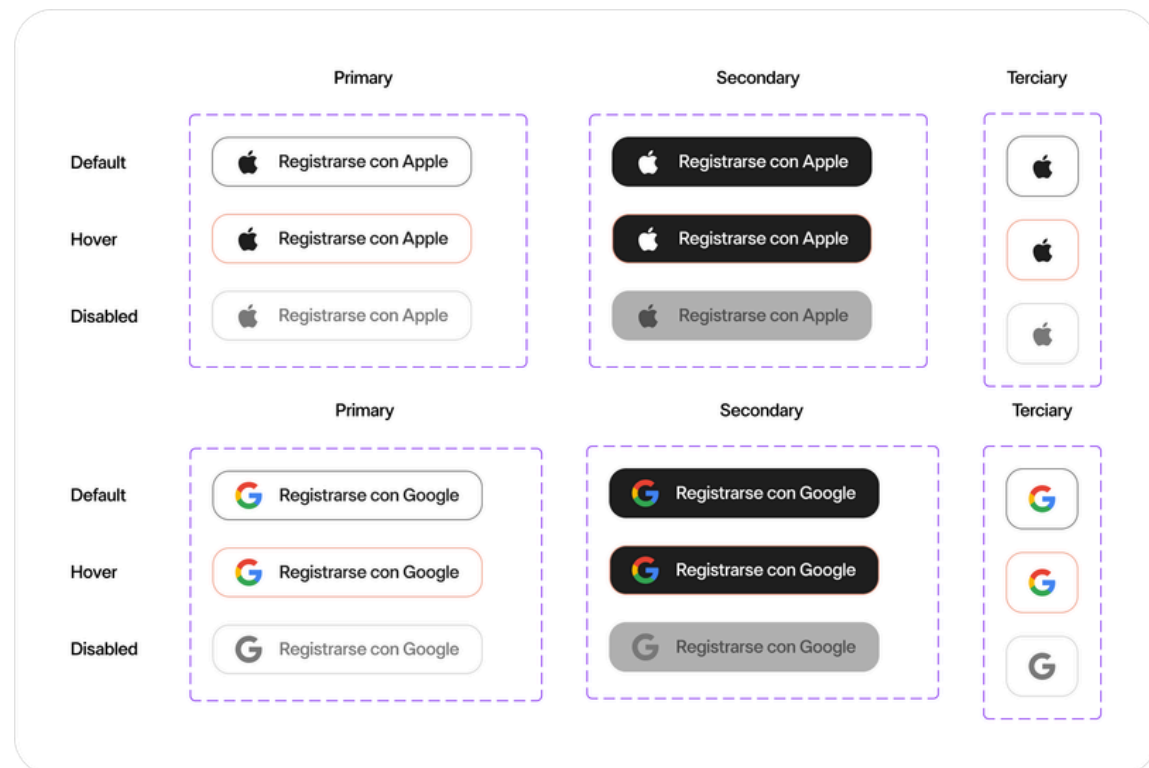 Primary Secondary Terciary
Default Registrarse con Apple Registrarse con Apple
Hover Registrarse con Apple Registrarse con Apple
Disabled Registrarse con Apple Registrarse con Apple
Primary Secondary Terciary
Default Registrarse con Google Registrarse con Google
Hover Registrarse con Google Registrarse con Google
Disabled Registrarse con Google Registrarse con Google